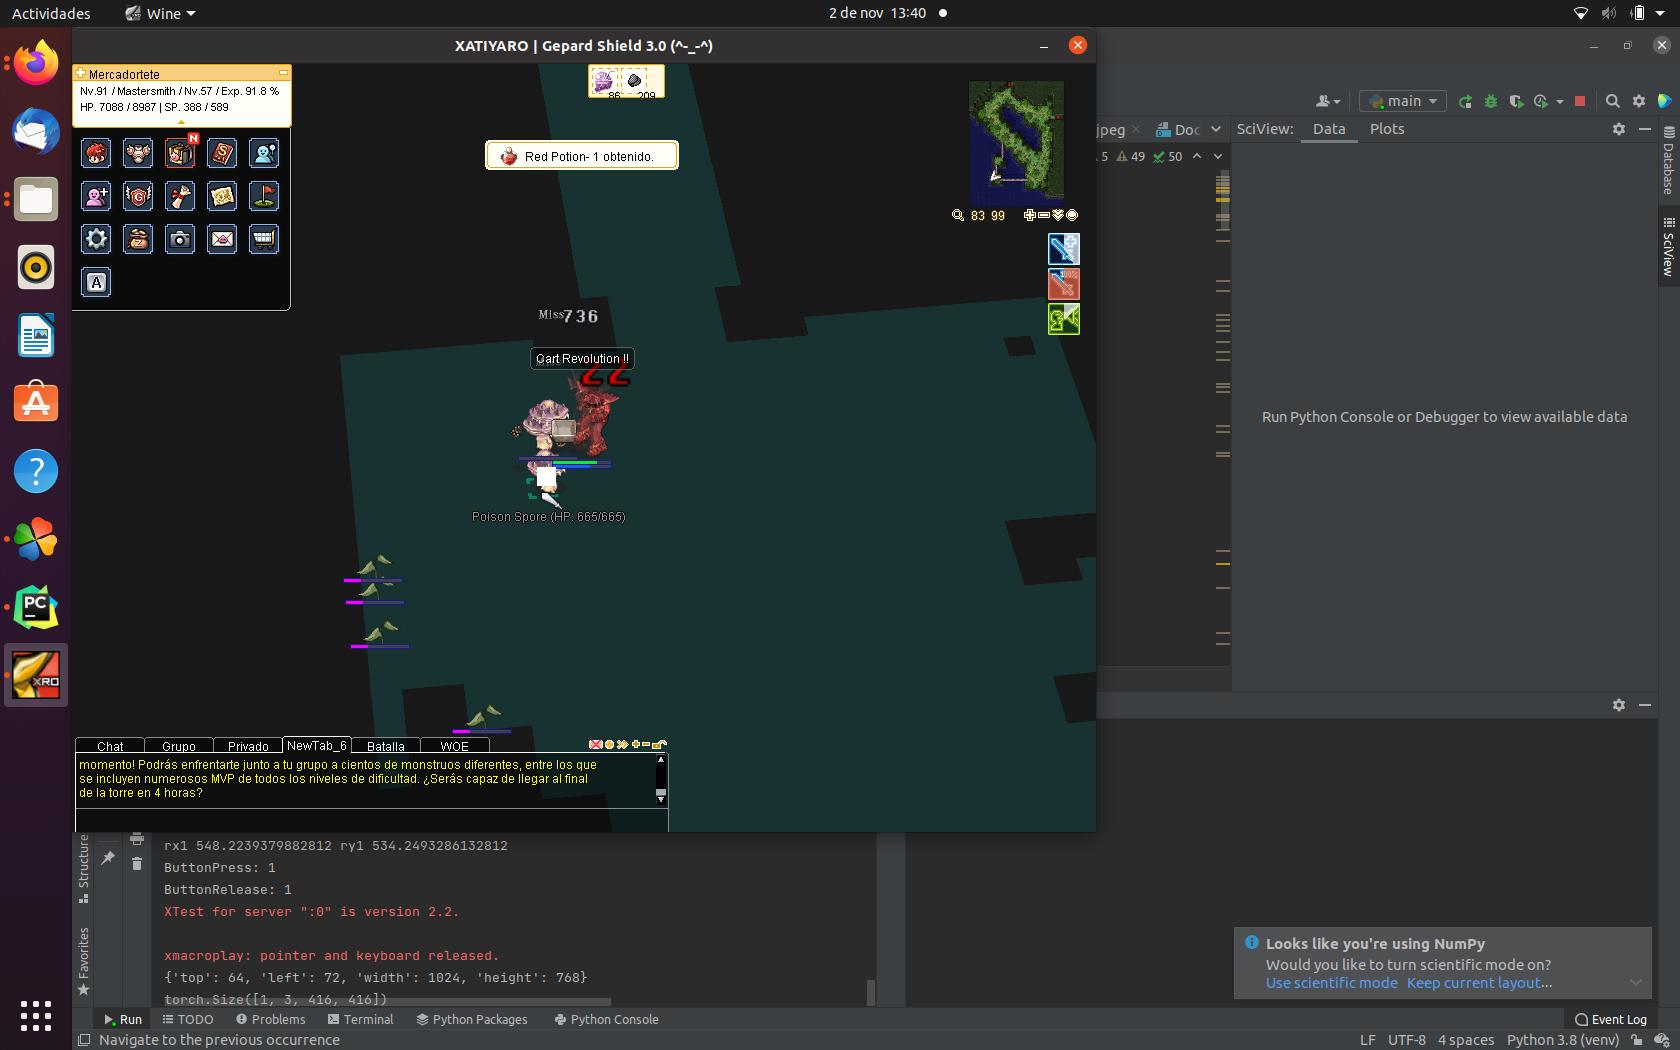 Actividades
Wine
2 de nov 13:40
XATIYARO | Gepard Shield 3.0 (^-_-^)
Mercadortete
Nv.91 / Mastersmith / Nv.57 / Exp. 91.8 %
HP. 7088 / 8987 | SP. 388 / 589
N
A
86
209
Red Potion- 1 obtenido.
83 99
100%
Miss
736
Cart Revolution !!
22
Poison Spore (HP: 665/665)
Chat
Grupo
Privado
NewTab_6
Batalla
WOE
momento! Podrás enfrentarte junto a tu grupo a cientos de monstruos diferentes, entre los que
se incluyen numerosos MVP de todos los niveles de dificultad. ¿Serás capaz de llegar al final
de la torre en 4 horas?
main
jpeg
Doc
SciView:
Data
Plots
5
49
50
Database
SciView
Run Python Console or Debugger to view available data
PC
XRO
Structure
Favorites
rx1 548.2239379882812 ry1 534.2493286132812
ButtonPress: 1
ButtonRelease: 1
XTest for server ":0" is version 2.2.
xmacroplay: pointer and keyboard released.
{'top': 64, 'left': 72, 'width': 1024, 'height': 768}
torch.Size([1, 3, 416, 416])
Looks like you're using NumPy
Would you like to turn scientific mode on?
Use scientific mode Keep current layout...
Run
TODO
Problems
Terminal
Python Packages
Python Console
Event Log
Navigate to the previous occurrence
LF UTF-8 4 spaces Python 3.8 (venv)